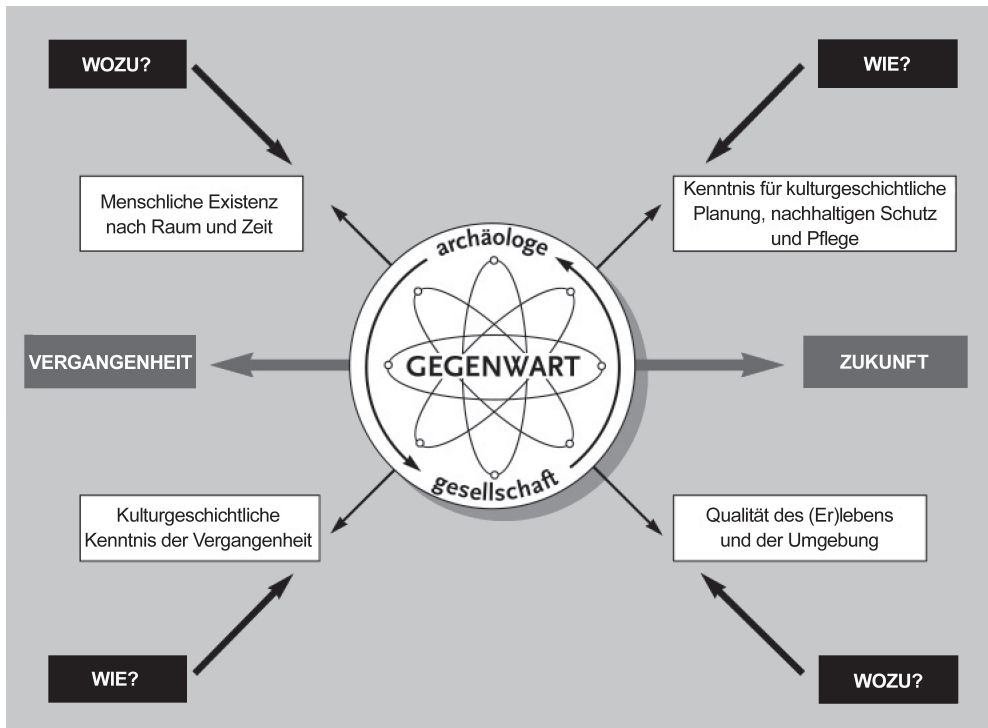 WOZU?
WIE?
Menschliche Existenz
nach Raum und Zeit
Kenntnis für kulturgeschichtliche
Planung, nachhaltigen Schutz
und Pflege
archäologe
VERGANGENHEIT
GEGENWART
ZUKUNFT
gesellschaft
Kulturgeschichtliche
Kenntnis der Vergangenheit
Qualität des (Er)lebens
und der Umgebung
WIE?
WOZU?